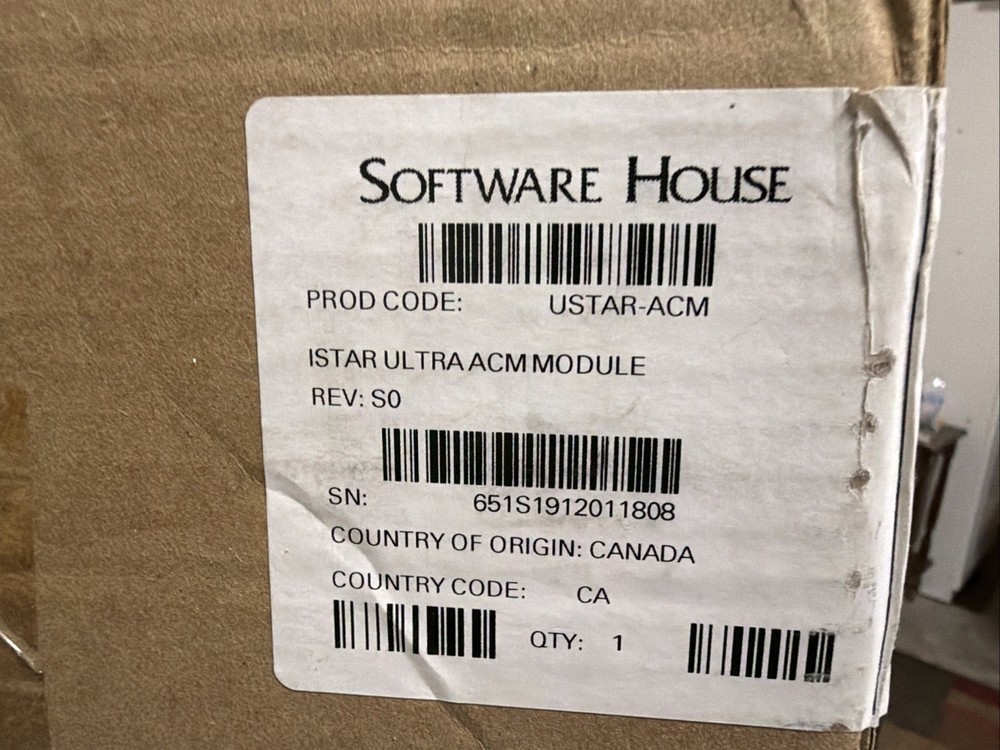 SOFTWARE HOUSE
PROD CODE: USTAR-ACM
ISTAR ULTRA ACM MODULE
REV: S0
SN: 651S1912011808
COUNTRY OF ORIGIN: CANADA
COUNTRY CODE: CA
QTY: 1